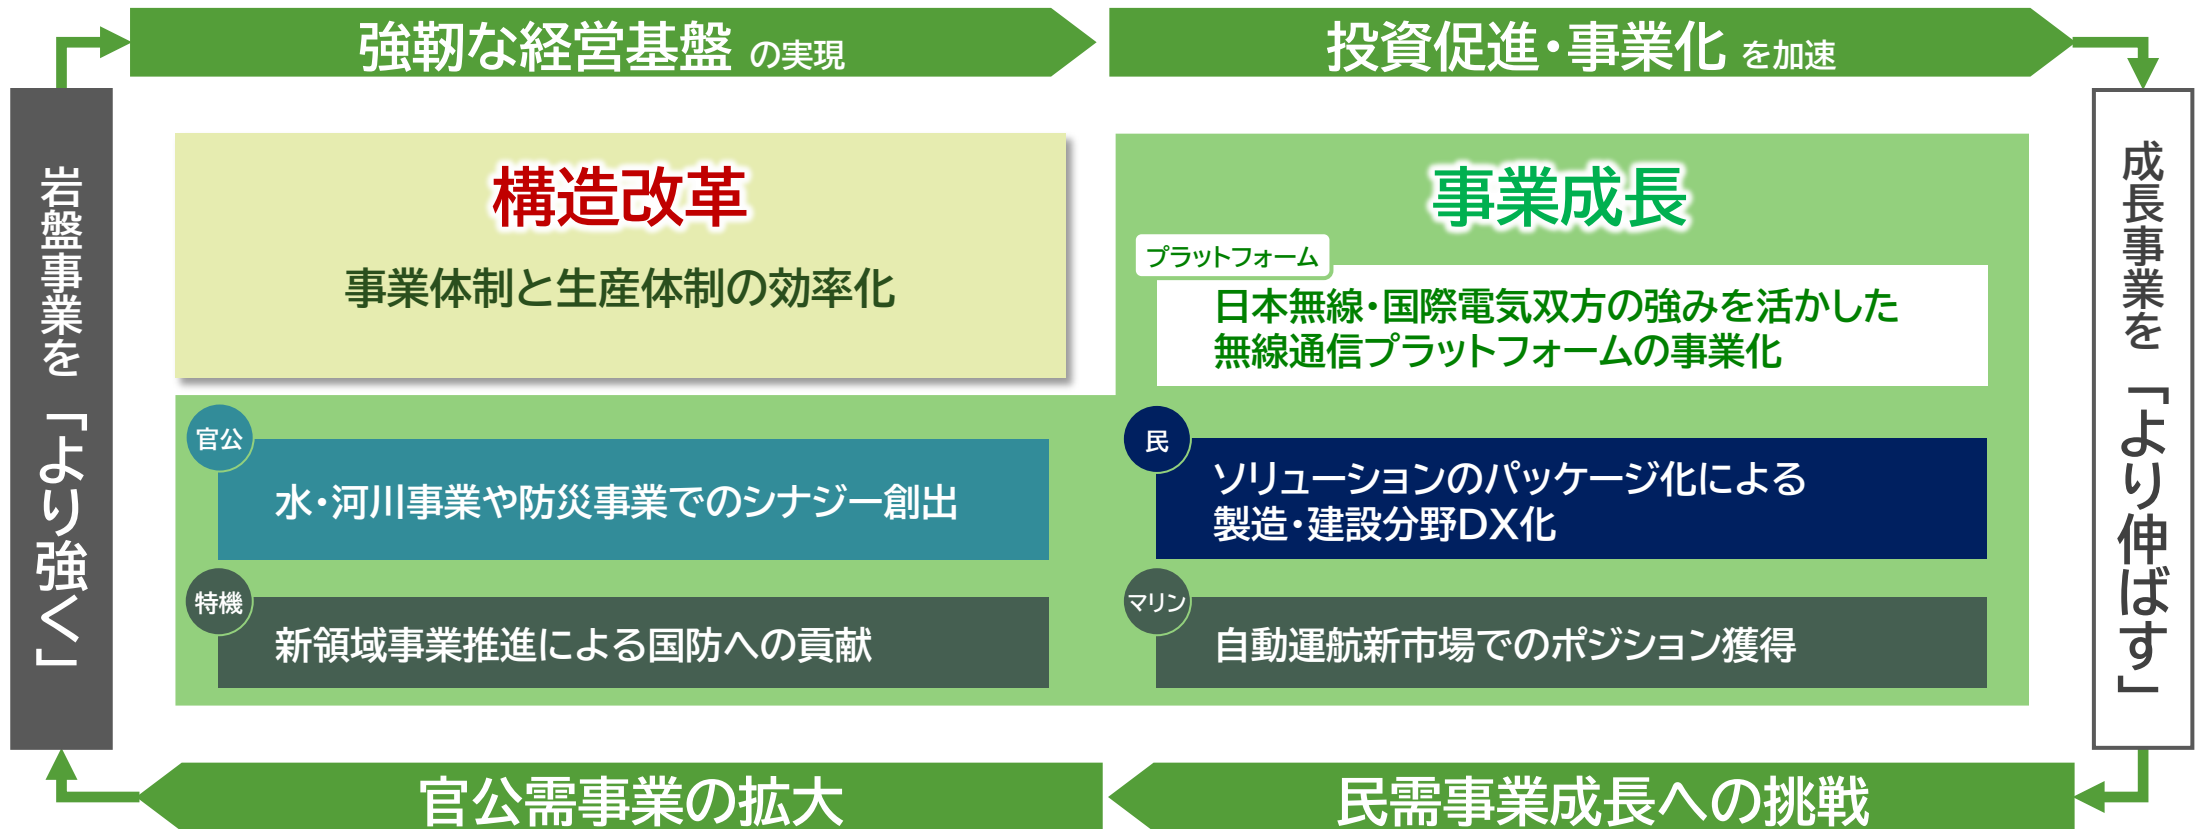 強靭な経営基盤 の実現
投資促進・事業化 を加速
岩盤事業を「より強く」
構造改革
事業体制と生産体制の効率化
事業成長
プラットフォーム
日本無線・国際電気双方の強みを活かした
無線通信プラットフォームの事業化
官公
水・河川事業や防災事業でのシナジー創出
民
ソリューションのパッケージ化による
製造・建設分野DX化
特機
新領域事業推進による国防への貢献
マリン
自動運航新市場でのポジション獲得
成長事業を「より伸ばす」
官公需事業の拡大
民需事業成長への挑戦